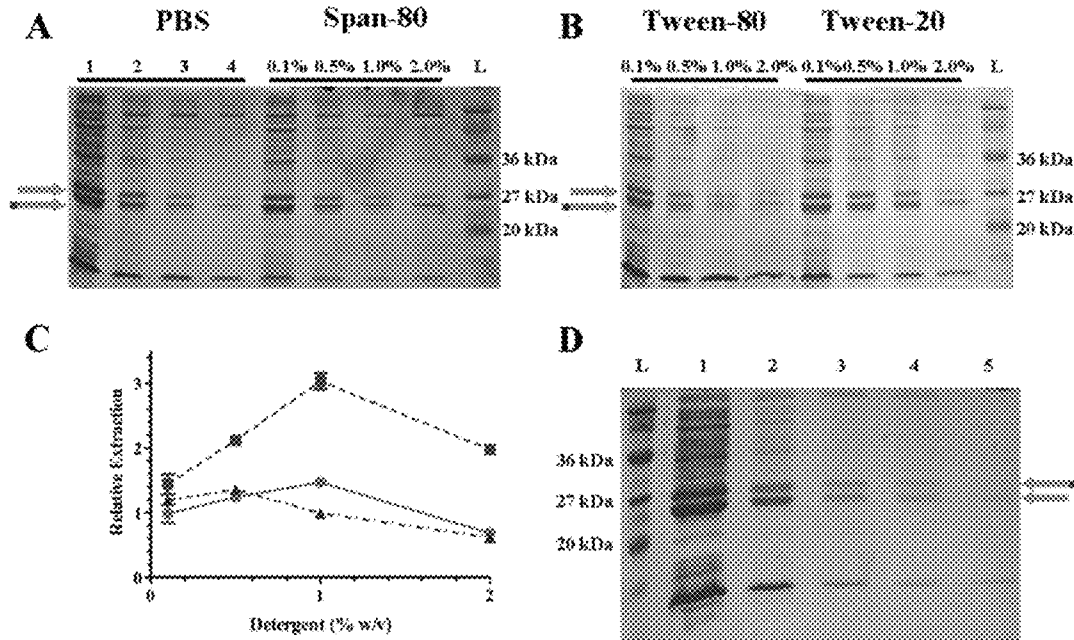 A
PBS
Span-80
1 2 3 4 0.1% 0.5% 1.0% 2.0% L
36 kDa
27 kDa
20 kDa
B
Tween-80
Tween-20
0.1% 0.5% 1.0% 2.0% 0.1% 0.5% 1.0% 2.0% L
36 kDa
27 kDa
20 kDa
C
Relative Extraction
3
2
1
0
0 1 2
Detergent (% w/v)
D
L 1 2 3 4 5
36 kDa
27 kDa
20 kDa